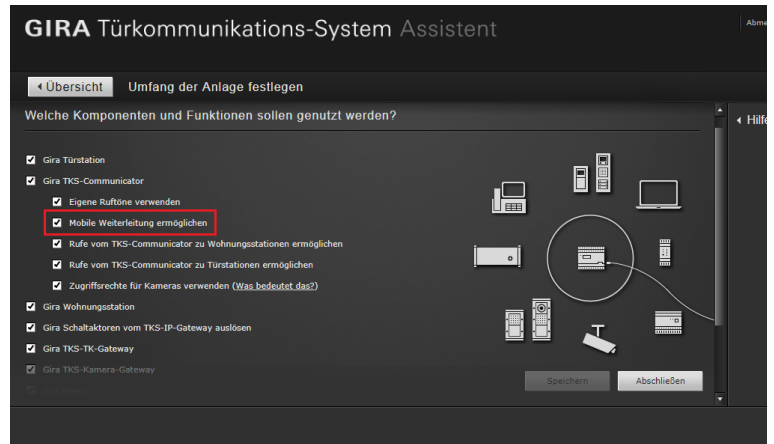 GIRA Türkommunikations-System Assistent
Übersicht Umfang der Anlage festlegen
Welche Komponenten und Funktionen sollen genutzt werden?
Gira Türstation
Gira TKS-Communicator
Eigene Ruftöne verwenden
Mobile Weiterleitung ermöglichen
Rufe vom TKS-Communicator zu Wohnungsstationen ermöglichen
Rufe vom TKS-Communicator zu Türstationen ermöglichen
Zugriffsrechte für Kameras verwenden (Was bedeutet das?)
Gira Wohnungsstation
Gira Schaltaktoren vom TKS-IP-Gateway auslösen
Gira TKS-TK-Gateway
Gira TKS-Kamera-Gateway
Speichern Abschließen